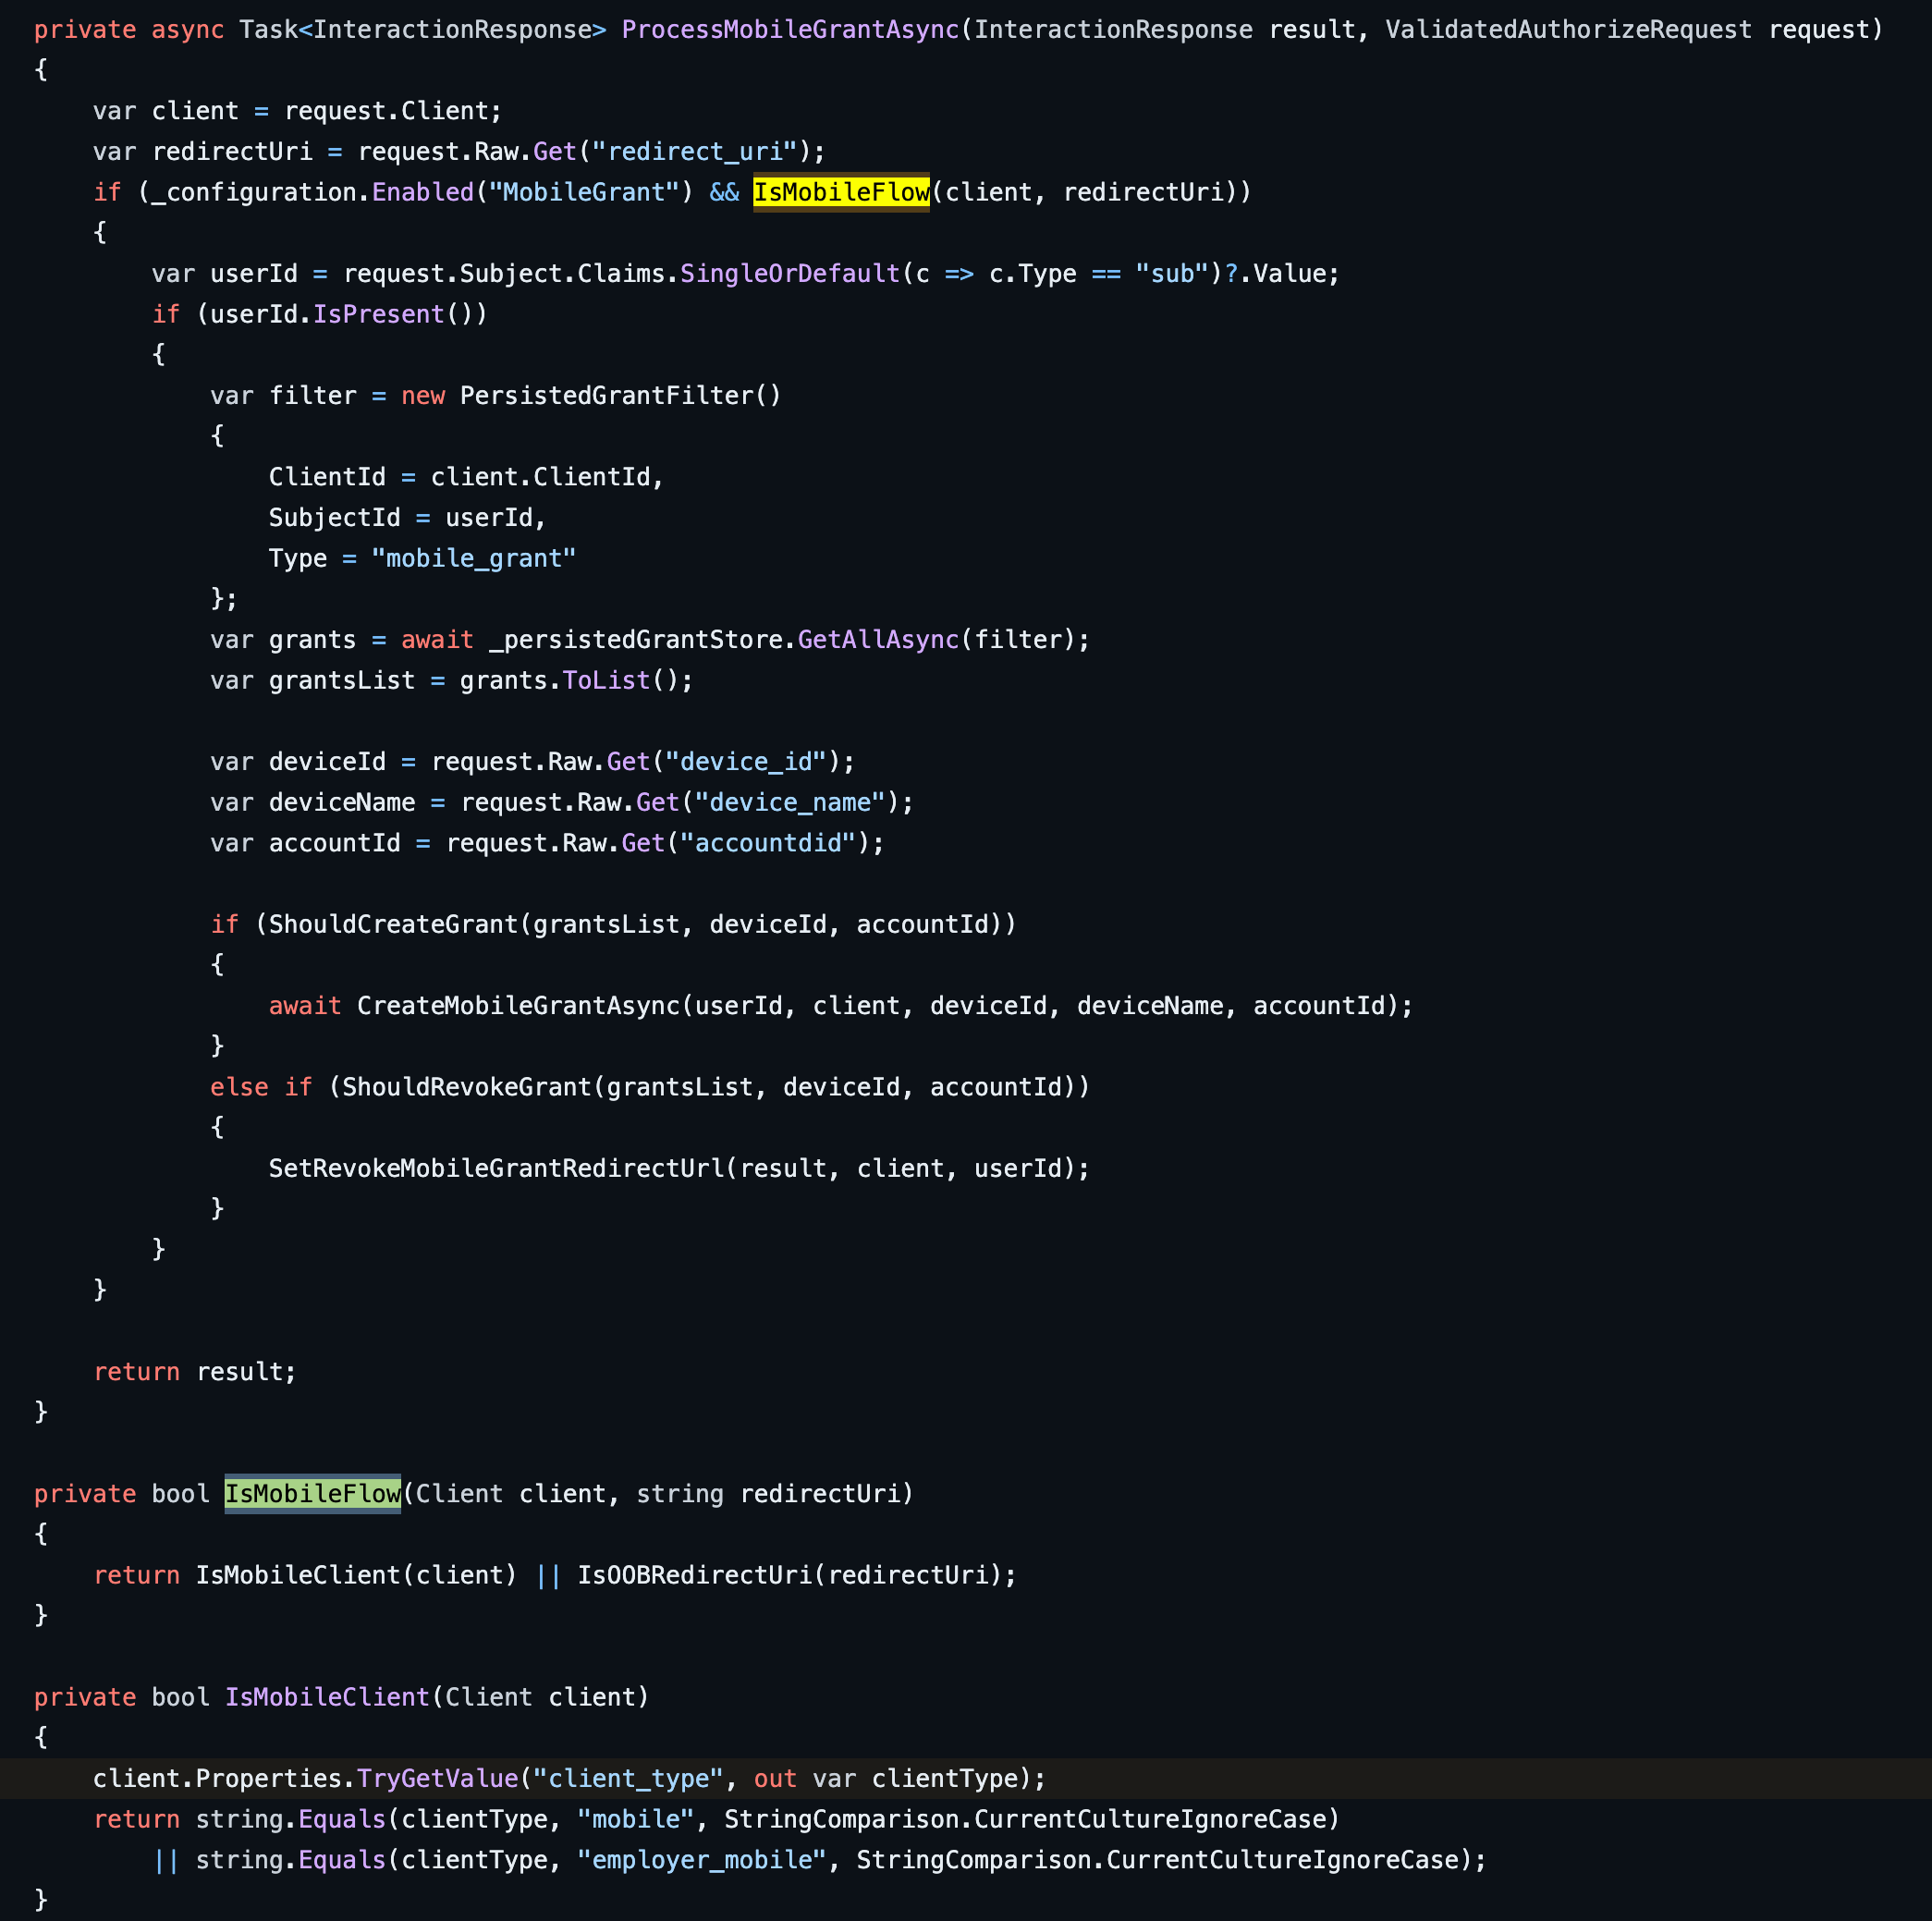 private async Task<InteractionResponse> ProcessMobileGrantAsync(InteractionResponse result, ValidatedAuthorizeRequest request)
{
    var client = request.Client;
    var redirectUri = request.Raw.Get("redirect_uri");
    if (_configuration.Enabled("MobileGrant") && IsMobileFlow(client, redirectUri))
    {
        var userId = request.Subject.Claims.SingleOrDefault(c => c.Type == "sub")?.Value;
        if (userId.IsPresent())
        {
            var filter = new PersistedGrantFilter()
            {
                ClientId = client.ClientId,
                SubjectId = userId,
                Type = "mobile_grant"
            };
            var grants = await _persistedGrantStore.GetAllAsync(filter);
            var grantsList = grants.ToList();

            var deviceId = request.Raw.Get("device_id");
            var deviceName = request.Raw.Get("device_name");
            var accountId = request.Raw.Get("accountdid");

            if (ShouldCreateGrant(grantsList, deviceId, accountId))
            {
                await CreateMobileGrantAsync(userId, client, deviceId, deviceName, accountId);
            }
            else if (ShouldRevokeGrant(grantsList, deviceId, accountId))
            {
                SetRevokeMobileGrantRedirectUrl(result, client, userId);
            }
        }
    }

    return result;
}

private bool IsMobileFlow(Client client, string redirectUri)
{
    return IsMobileClient(client) || IsOOBRedirectUri(redirectUri);
}

private bool IsMobileClient(Client client)
{
    client.Properties.TryGetValue("client_type", out var clientType);
    return string.Equals(clientType, "mobile", StringComparison.CurrentCultureIgnoreCase)
        || string.Equals(clientType, "employer_mobile", StringComparison.CurrentCultureIgnoreCase);
}